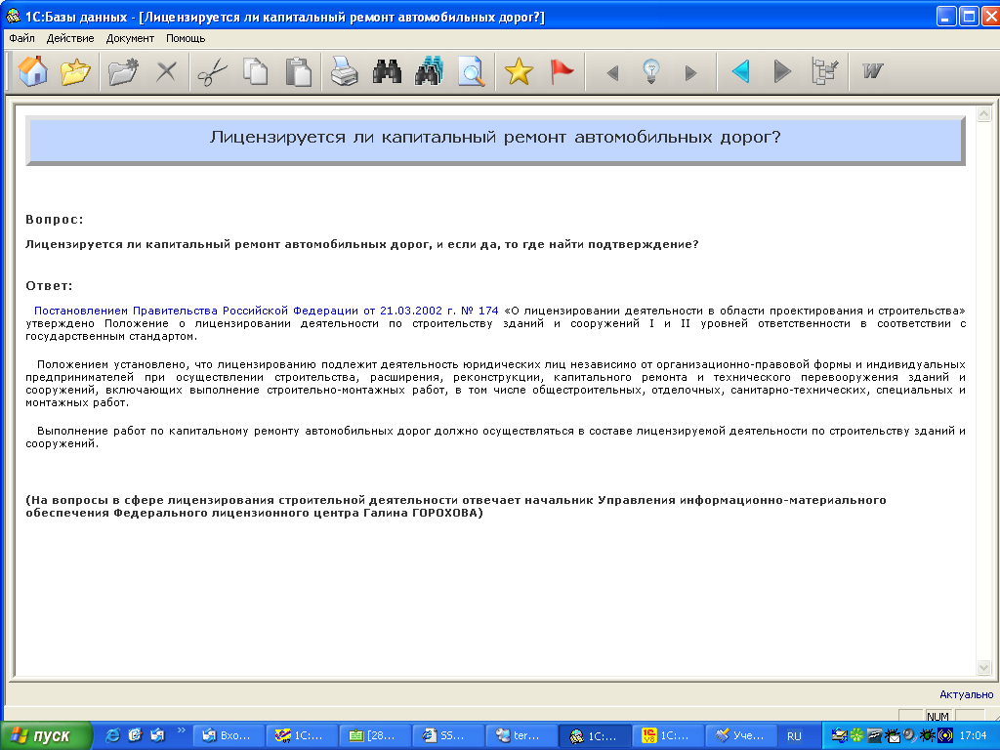 1С:Базы данных - [Лицензируется ли капитальный ремонт автомобильных дорог?]
Файл Действие Документ Помощь
W
Лицензируется ли капитальный ремонт автомобильных дорог?
Вопрос:
Лицензируется ли капитальный ремонт автомобильных дорог, и если да, то где найти подтверждение?
Ответ:
Постановлением Правительства Российской Федерации от 21.03.2002 г. № 174 «О лицензировании деятельности в области проектирования и строительства»
утверждено Положение о лицензировании деятельности по строительству зданий и сооружений I и II уровней ответственности в соответствии с
государственным стандартом.
Положением установлено, что лицензированию подлежит деятельность юридических лиц независимо от организационно-правовой формы и индивидуальных
предпринимателей при осуществлении строительства, расширения, реконструкции, капитального ремонта и технического перевооружения зданий и
сооружений, включающих выполнение строительно-монтажных работ, в том числе общестроительных, отделочных, санитарно-технических, специальных и
монтажных работ.
Выполнение работ по капитальному ремонту автомобильных дорог должно осуществляться в составе лицензируемой деятельности по строительству зданий и
сооружений.
(На вопросы в сфере лицензирования строительной деятельности отвечает начальник Управления информационно-материального
обеспечения Федерального лицензионного центра Галина ГОРОХОВА)
Актуально
NUM
пуск Вхо... 1С:... [28... SS... ter... 1С:... 1С:... Уче... RU 17:04